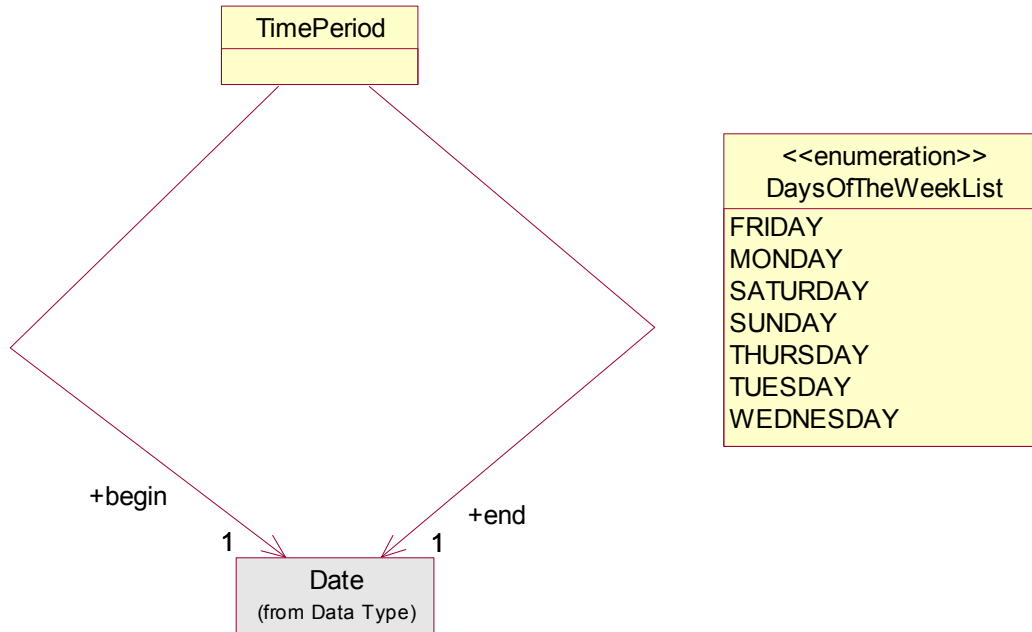 TimePeriod
<<enumeration>>
DaysOfTheWeekList
FRIDAY
MONDAY
SATURDAY
SUNDAY
THURSDAY
TUESDAY
WEDNESDAY
+begin
+end
1
1
Date
(from Data Type)